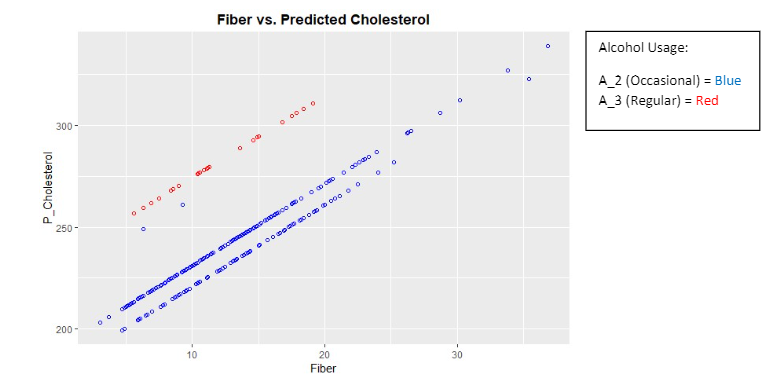 Fiber vs. Predicted Cholesterol
Alcohol Usage:
A_2 (Occasional) = Blue
A_3 (Regular) = Red
P_Cholesterol
300
250
200
10 20 30
Fiber